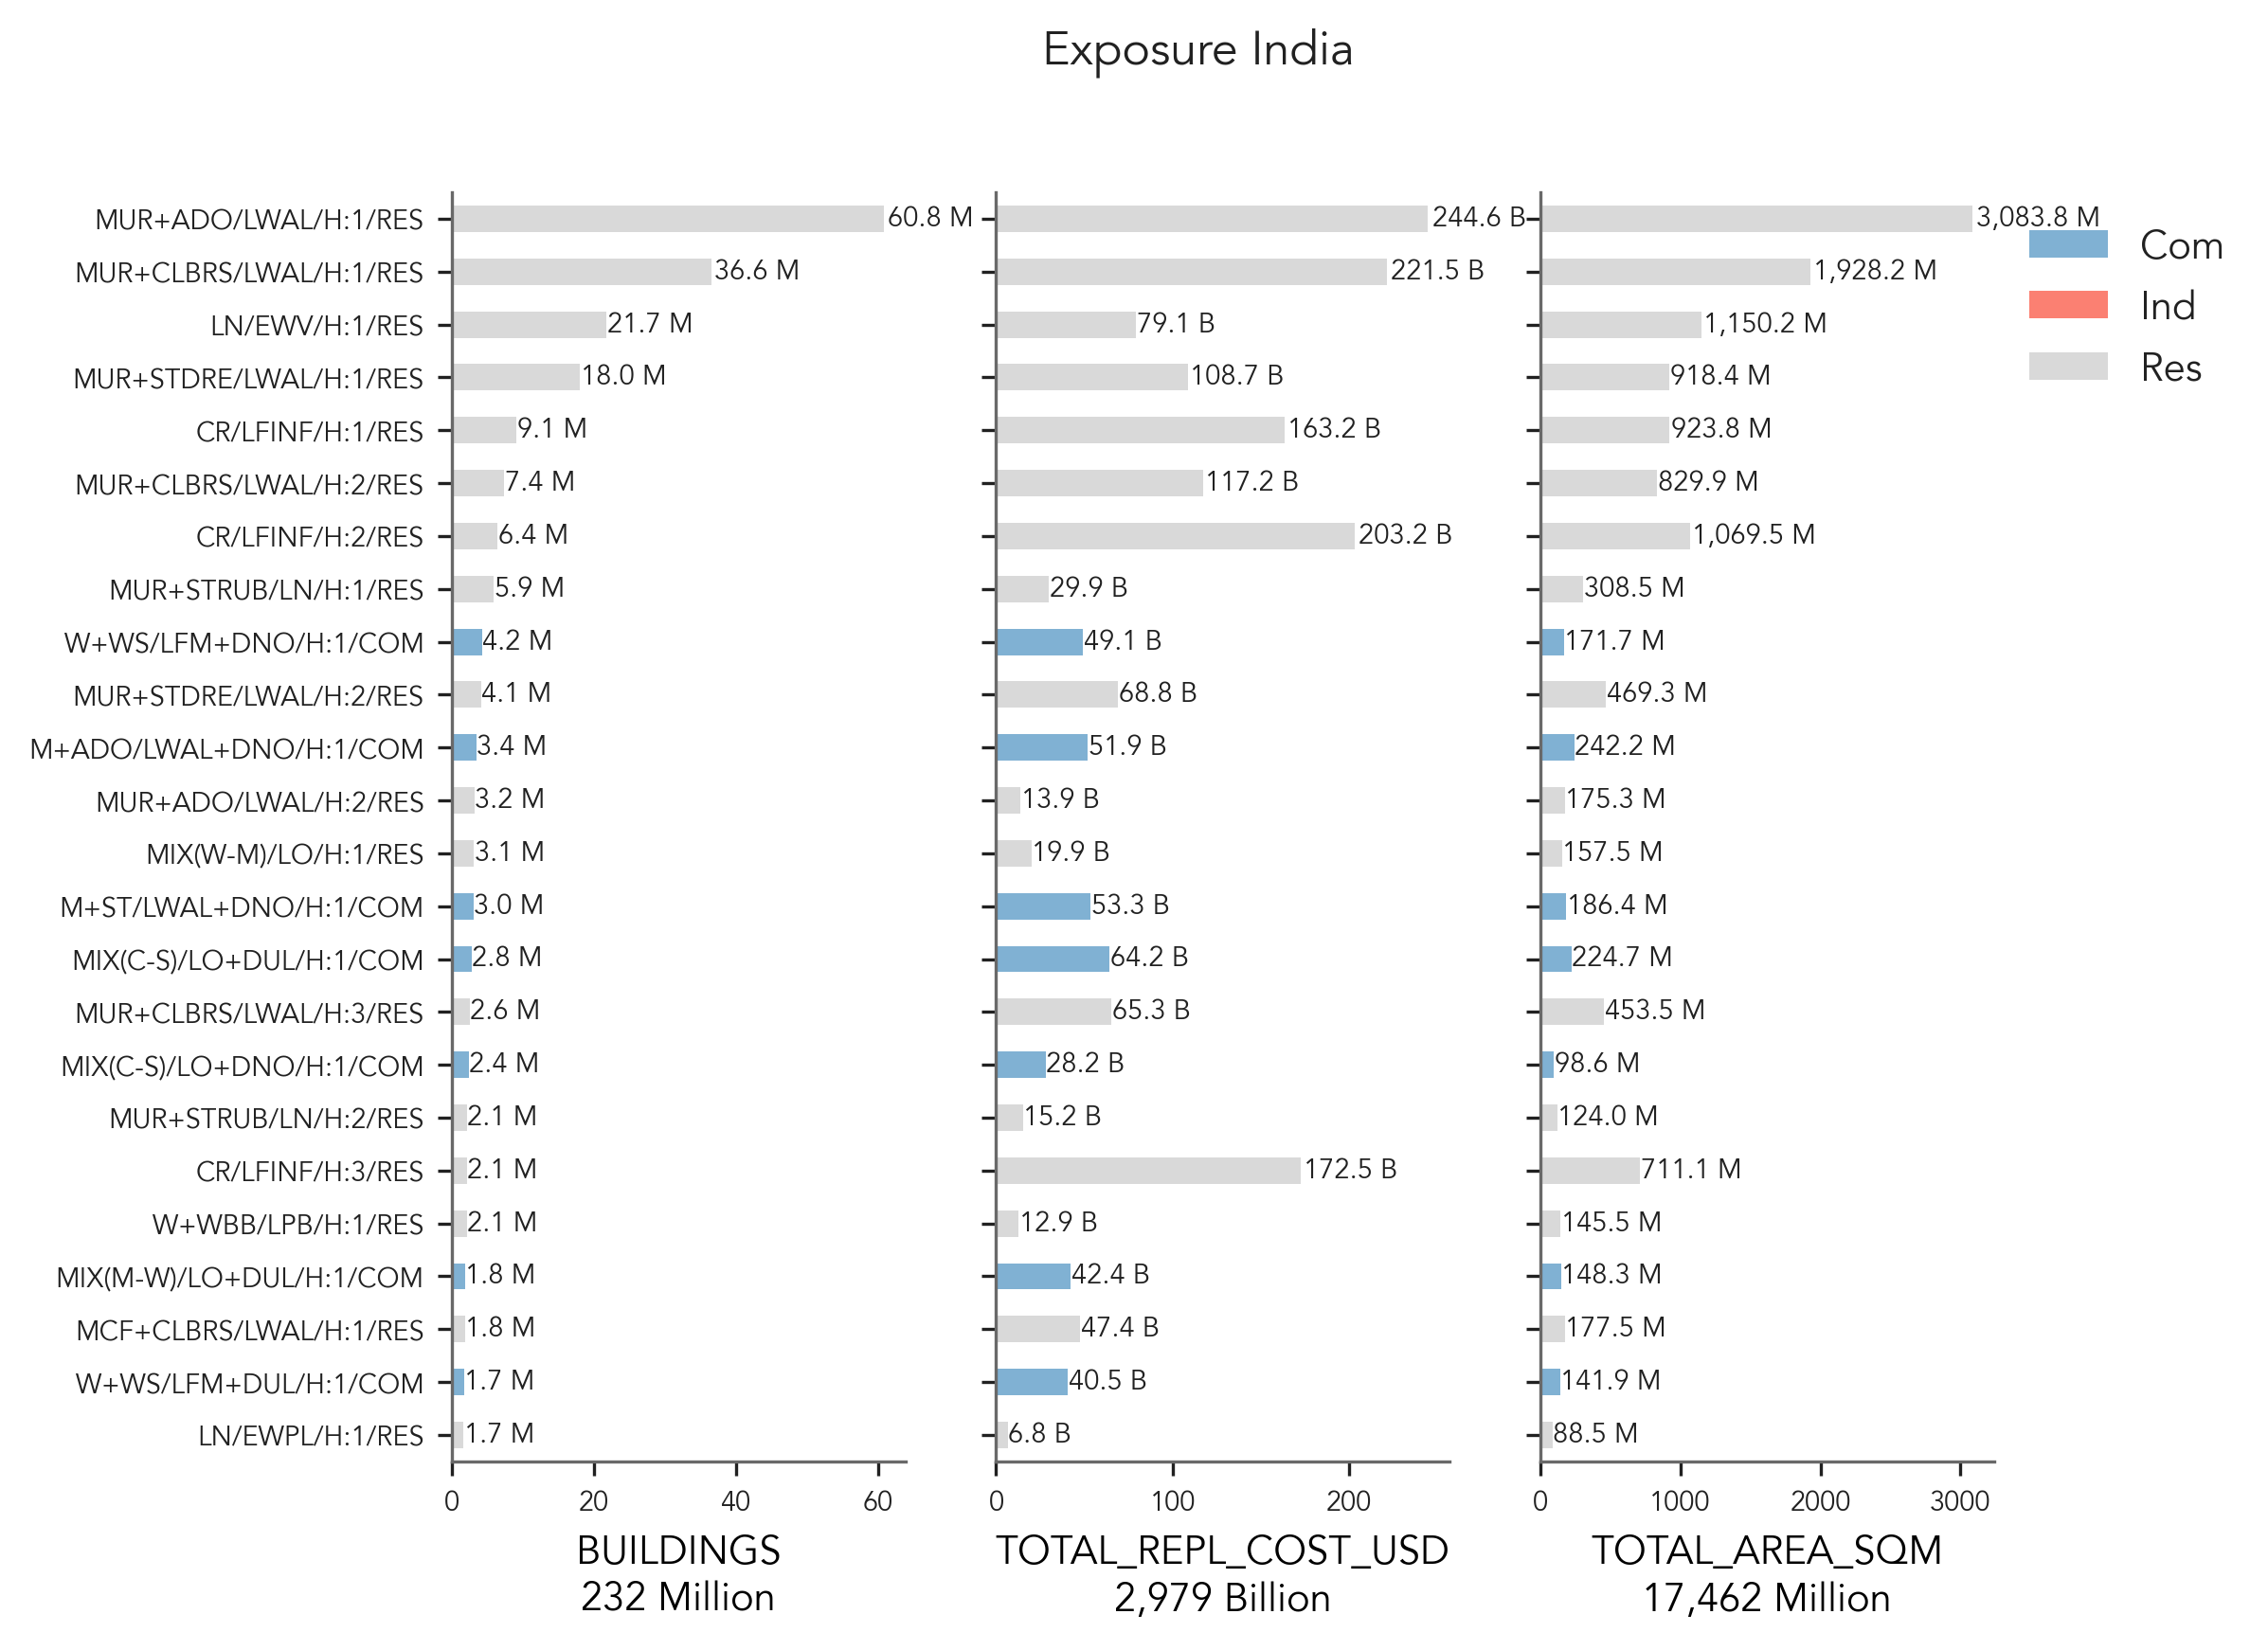 Exposure India
MUR+ADO/LWAL/H:1/RES 60.8 M 244.6 B 3,083.8 M
Com
MUR+CLBRS/LWAL/H:1/RES 36.6 M 221.5 B 1,928.2 M
Ind
LN/EWV/H:1/RES 21.7 M 79.1 B 1,150.2 M
Res
MUR+STDRE/LWAL/H:1/RES 18.0 M 108.7 B 918.4 M
CR/LFINF/H:1/RES 9.1 M 163.2 B 923.8 M
MUR+CLBRS/LWAL/H:2/RES 7.4 M 117.2 B 829.9 M
CR/LFINF/H:2/RES 6.4 M 203.2 B 1,069.5 M
MUR+STRUB/LN/H:1/RES 5.9 M 29.9 B 308.5 M
W+WS/LFM+DNO/H:1/COM 4.2 M 49.1 B 171.7 M
MUR+STDRE/LWAL/H:2/RES 4.1 M 68.8 B 469.3 M
M+ADO/LWAL+DNO/H:1/COM 3.4 M 51.9 B 242.2 M
MUR+ADO/LWAL/H:2/RES 3.2 M 13.9 B 175.3 M
MIX(W-M)/LO/H:1/RES 3.1 M 19.9 B 157.5 M
M+ST/LWAL+DNO/H:1/COM 3.0 M 53.3 B 186.4 M
MIX(C-S)/LO+DUL/H:1/COM 2.8 M 64.2 B 224.7 M
MUR+CLBRS/LWAL/H:3/RES 2.6 M 65.3 B 453.5 M
MIX(C-S)/LO+DNO/H:1/COM 2.4 M 28.2 B 98.6 M
MUR+STRUB/LN/H:2/RES 2.1 M 15.2 B 124.0 M
CR/LFINF/H:3/RES 2.1 M 172.5 B 711.1 M
W+WBB/LPB/H:1/RES 2.1 M 12.9 B 145.5 M
MIX(M-W)/LO+DUL/H:1/COM 1.8 M 42.4 B 148.3 M
MCF+CLBRS/LWAL/H:1/RES 1.8 M 47.4 B 177.5 M
W+WS/LFM+DUL/H:1/COM 1.7 M 40.5 B 141.9 M
LN/EWPL/H:1/RES 1.7 M 6.8 B 88.5 M
0 20 40 60 0 100 200 0 1000 2000 3000
BUILDINGS TOTAL_REPL_COST_USD TOTAL_AREA_SQM
232 Million 2,979 Billion 17,462 Million